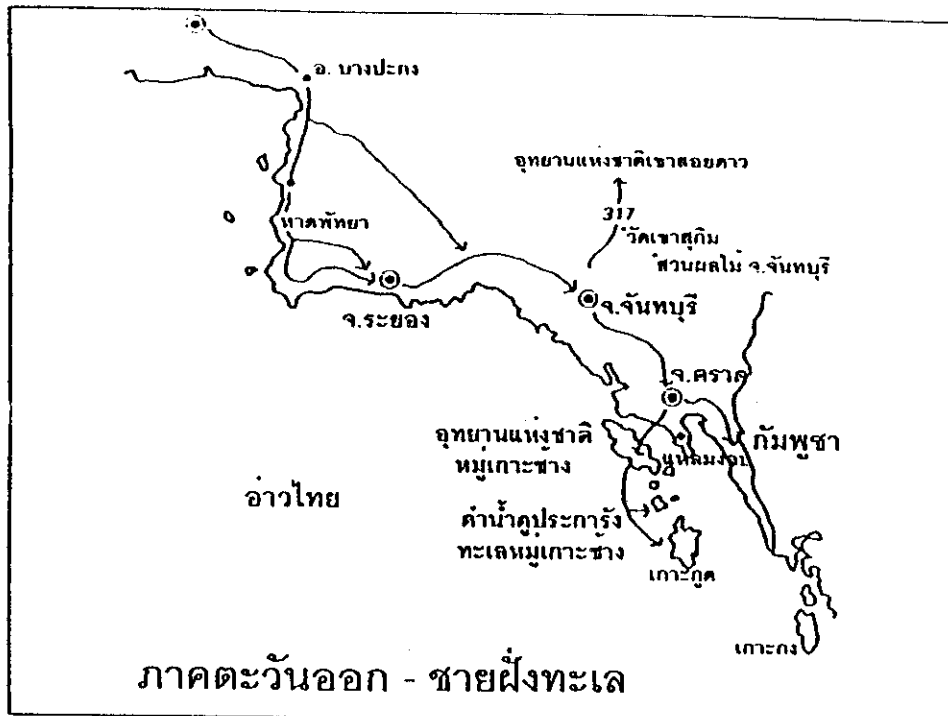 อ. บางปะกง
อุทยานแห่งชาติเขาสอยดาว
317
หาดพัทยา
วัดเขาสุกิม
สวนผลไม้ จ.จันทบุรี
จ.จันทบุรี
จ.ระยอง
จ.ตราด
อุทยานแห่งชาติ
หมู่เกาะช้าง
แหลมงอบ
กัมพูชา
อ่าวไทย
ดำน้ำดูประการัง
ทะเลหมู่เกาะช้าง
เกาะกูด
เกาะกง
ภาคตะวันออก - ชายฝั่งทะเล